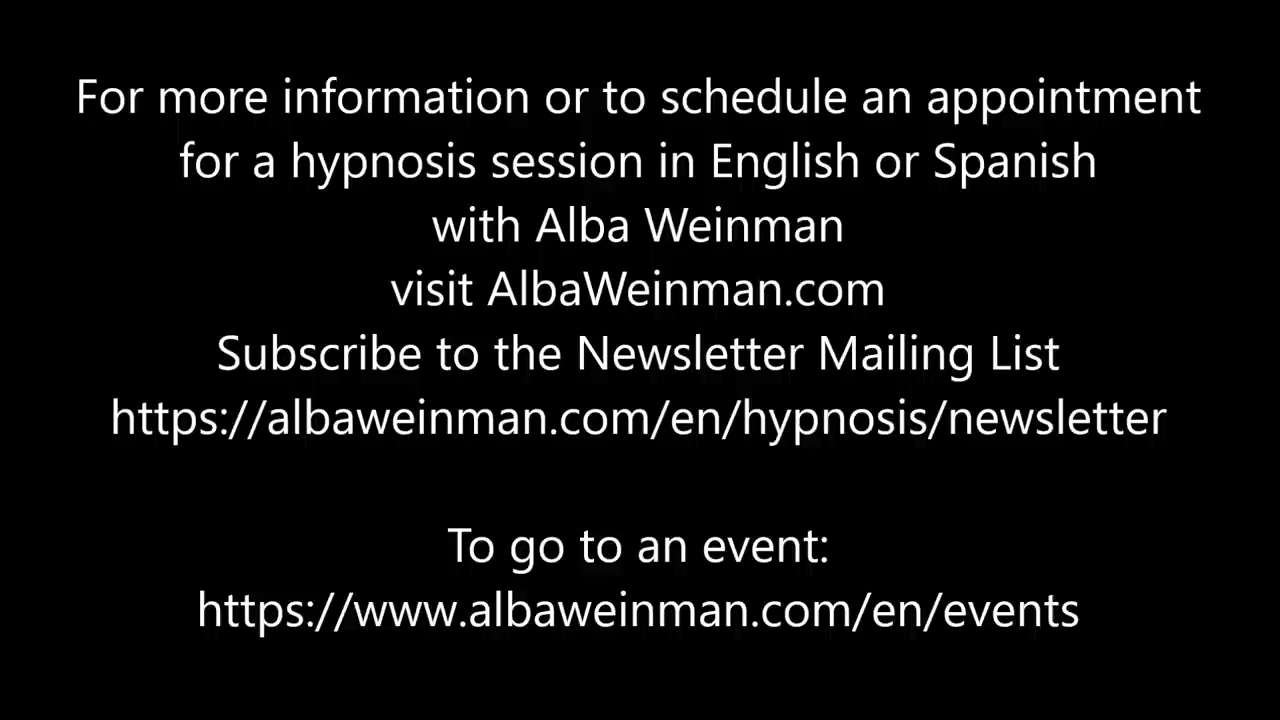 For more information or to schedule an appointment
for a hypnosis session in English or Spanish
with Alba Weinman
visit AlbaWeinman.com
Subscribe to the Newsletter Mailing List
https://albaweinman.com/en/hypnosis/newsletter
To go to an event:
https://www.albaweinman.com/en/events